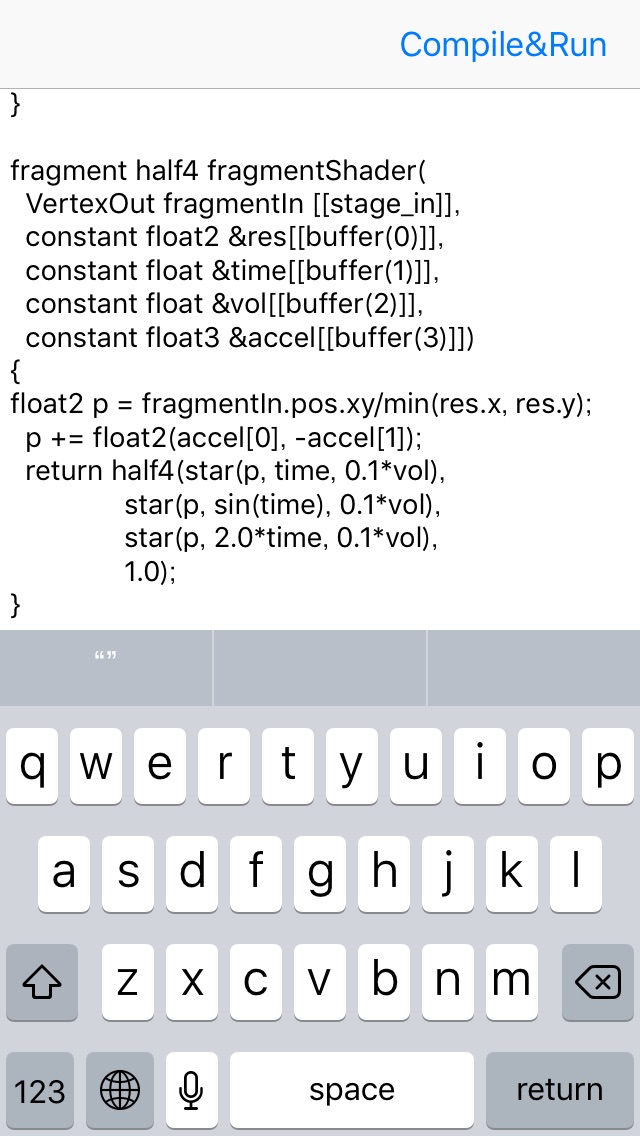 Compile&Run
}
fragment half4 fragmentShader(
VertexOut fragmentIn [[stage_in]],
constant float2 &res[[buffer(0)]],
constant float &time[[buffer(1)]],
constant float &vol[[buffer(2)]],
constant float3 &accel[[buffer(3)]])
{
float2 p = fragmentIn.pos.xy/min(res.x, res.y);
p += float2(accel[0], -accel[1]);
return half4(star(p, time, 0.1*vol),
star(p, sin(time), 0.1*vol),
star(p, 2.0*time, 0.1*vol),
1.0);
}
“”
q w e r t y u i o p
a s d f g h j k l
z x c v b n m
123 space return